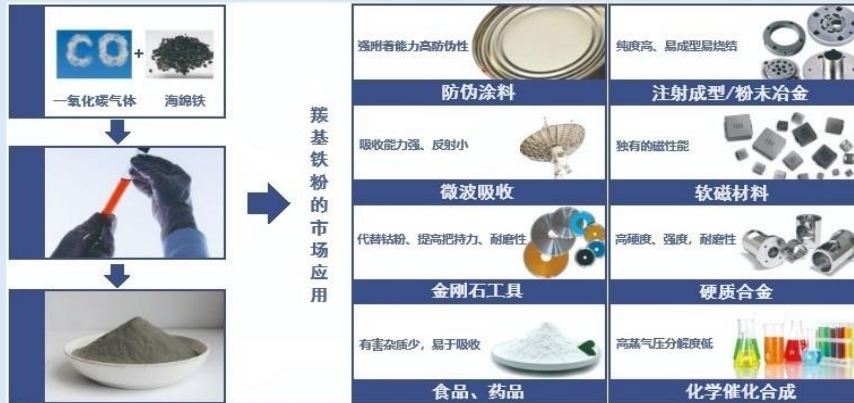 CO
+
一氧化碳气体
海绵铁
羰基铁粉的市场应用
强附着能力高防伪性
防伪涂料
纯度高、易成型易烧结
注射成型/粉末冶金
吸收能力强、反射小
微波吸收
独有的磁性能
软磁材料
代替钴粉、提高把持力、耐磨性
金刚石工具
高硬度、强度，耐磨性
硬质合金
有害杂质少，易于吸收
食品、药品
高蒸气压分解度低
化学催化合成